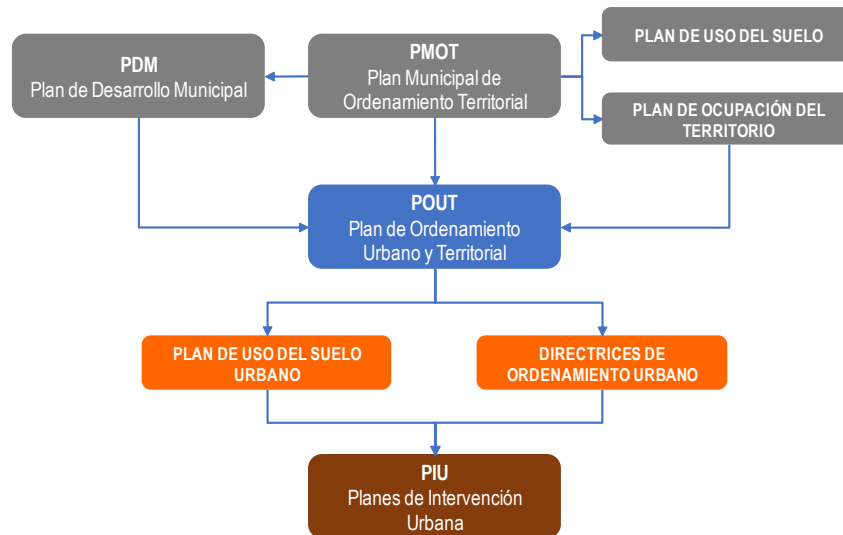 PDM
Plan de Desarrollo Municipal
PMOT
Plan Municipal de
Ordenamiento Territorial
PLAN DE USO DEL SUELO
PLAN DE OCUPACIÓN DEL
TERRITORIO
POUT
Plan de Ordenamiento
Urbano y Territorial
PLAN DE USO DEL SUELO
URBANO
DIRECTRICES DE
ORDENAMIENTO URBANO
PIU
Planes de Intervención
Urbana